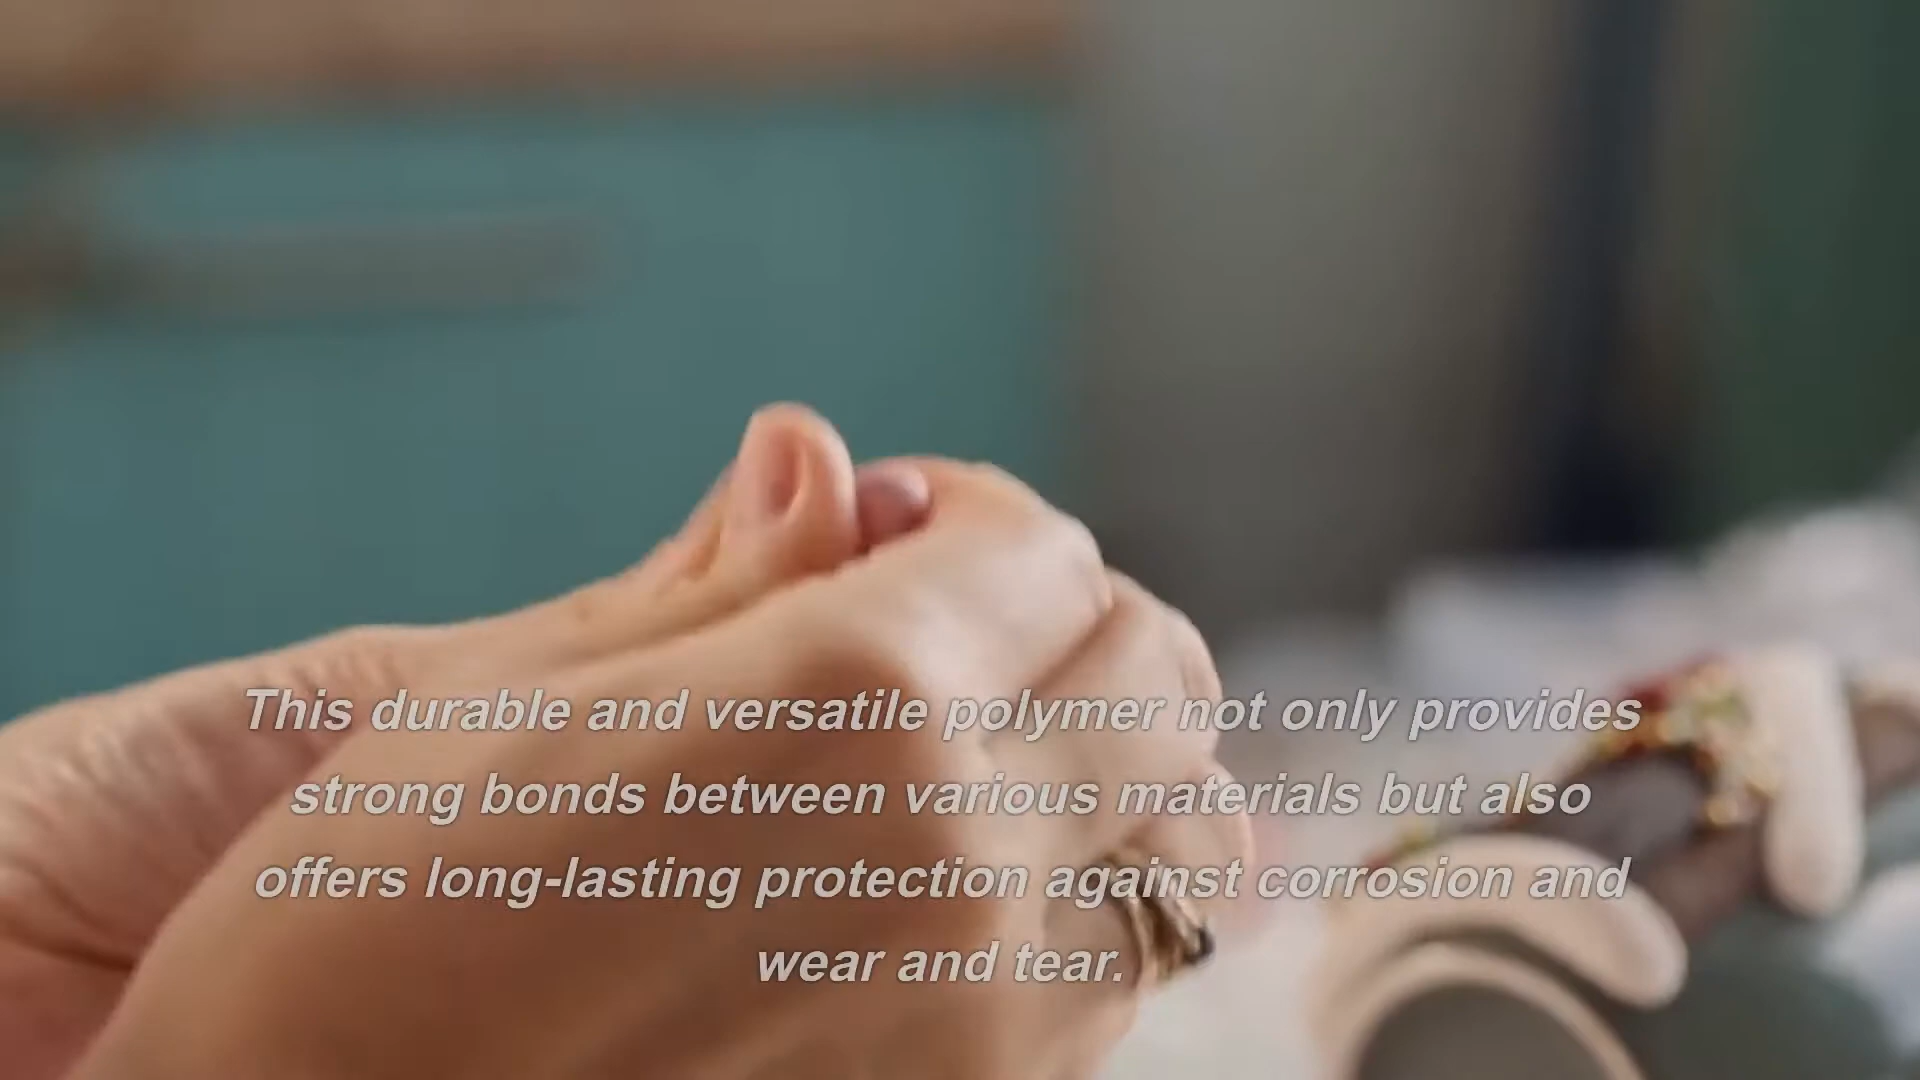 This durable and versatile polymer not only provides
strong bonds between various materials but also
offers long-lasting protection against corrosion and
wear and tear.